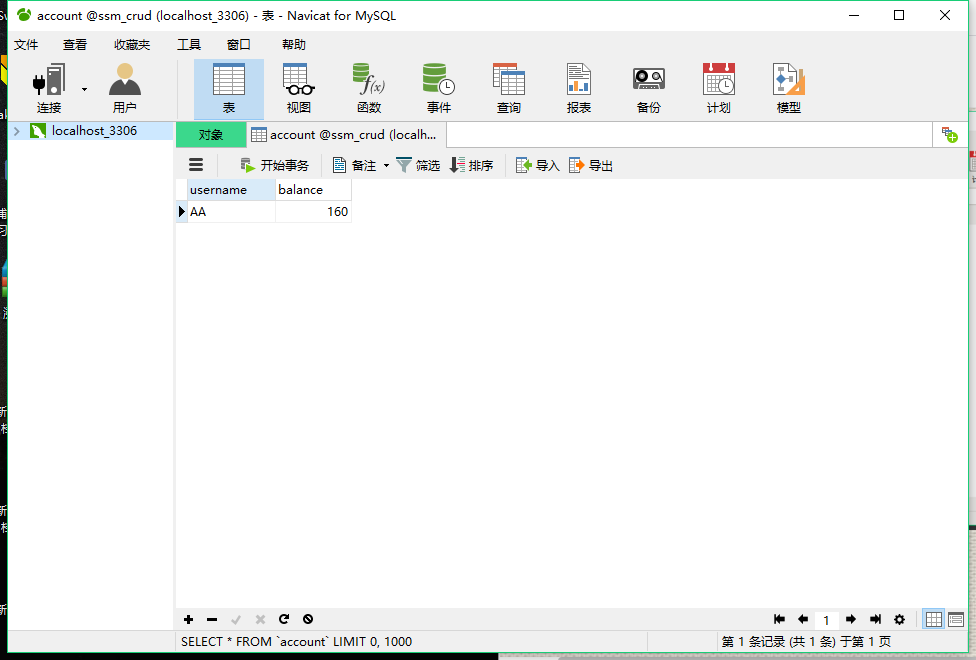 account @ssm_crud (localhost_3306) - 表 - Navicat for MySQL
文件 查看 收藏夹 工具 窗口 帮助
连接 用户 表 视图 函数 事件 查询 报表 备份 计划 模型
localhost_3306
对象 account @ssm_crud (localh...
开始事务 备注 筛选 排序 导入 导出
username balance
AA 160
1
SELECT * FROM `account` LIMIT 0, 1000
第 1 条记录 (共 1 条) 于第 1 页